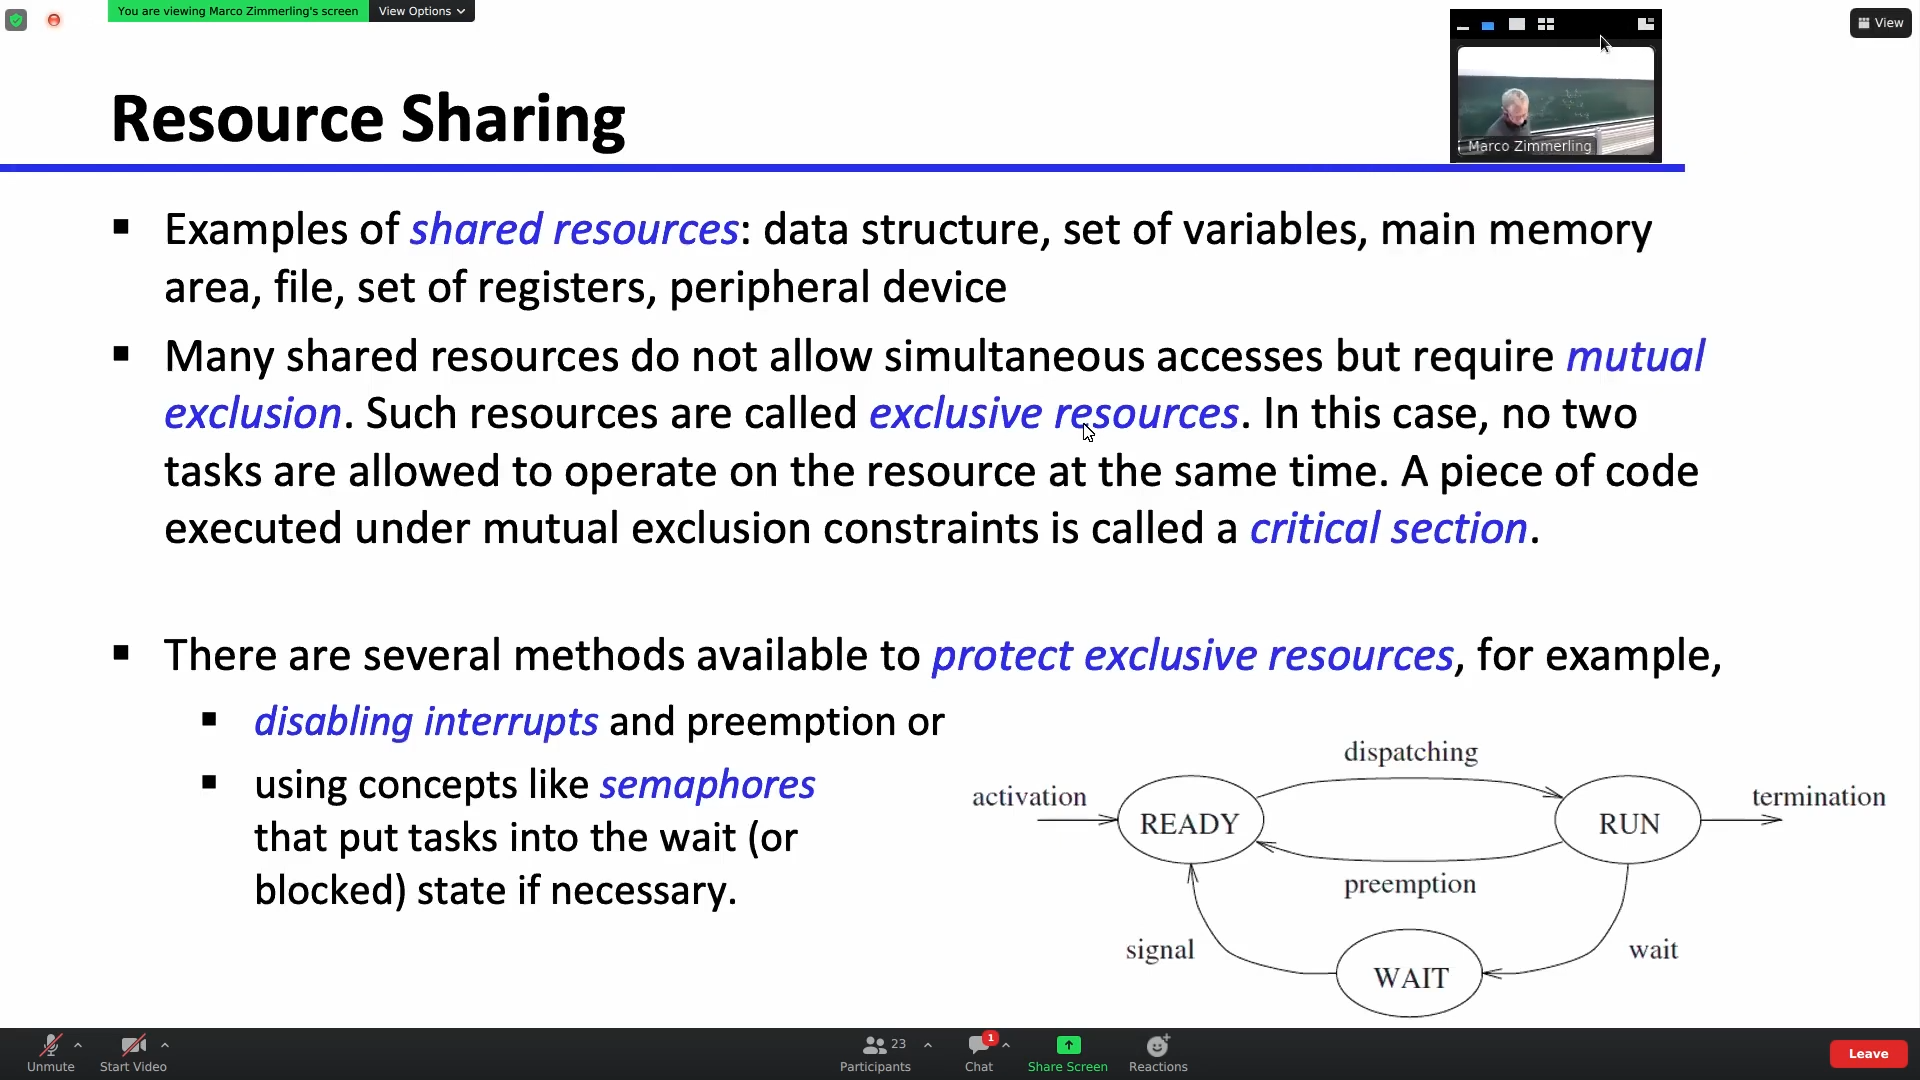 You are viewing Marco Zimmerling's screen
View Options
View
Resource Sharing
Marco Zimmerling
▪ Examples of shared resources: data structure, set of variables, main memory
area, file, set of registers, peripheral device
▪ Many shared resources do not allow simultaneous accesses but require mutual
exclusion. Such resources are called exclusive resources. In this case, no two
tasks are allowed to operate on the resource at the same time. A piece of code
executed under mutual exclusion constraints is called a critical section.
▪ There are several methods available to protect exclusive resources, for example,
▪ disabling interrupts and preemption or
▪ using concepts like semaphores
that put tasks into the wait (or
blocked) state if necessary.
dispatching
activation
READY
RUN
termination
preemption
signal
WAIT
wait
Unmute
Start Video
23
Participants
1
Chat
Share Screen
Reactions
Leave